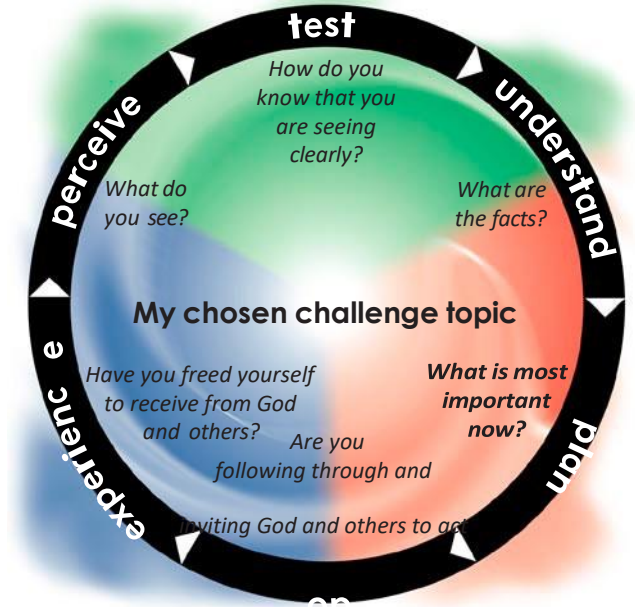 test
How do you
know that you
are seeing
clearly?
perceive
understand
What do
you see?
What are
the facts?
My chosen challenge topic
experienc e
Have you freed yourself
to receive from God
and others?
What is most
important
now?
plan
Are you
following through and
inviting God and others to act